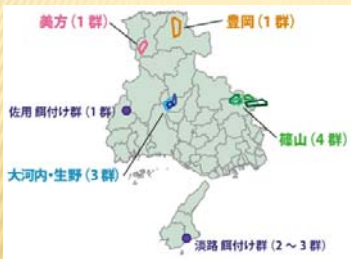 美方（1群）
豊岡（1群）
佐用 餌付け群（1群）
篠山（4群）
大河内・生野（3群）
淡路 餌付け群（2～3群）